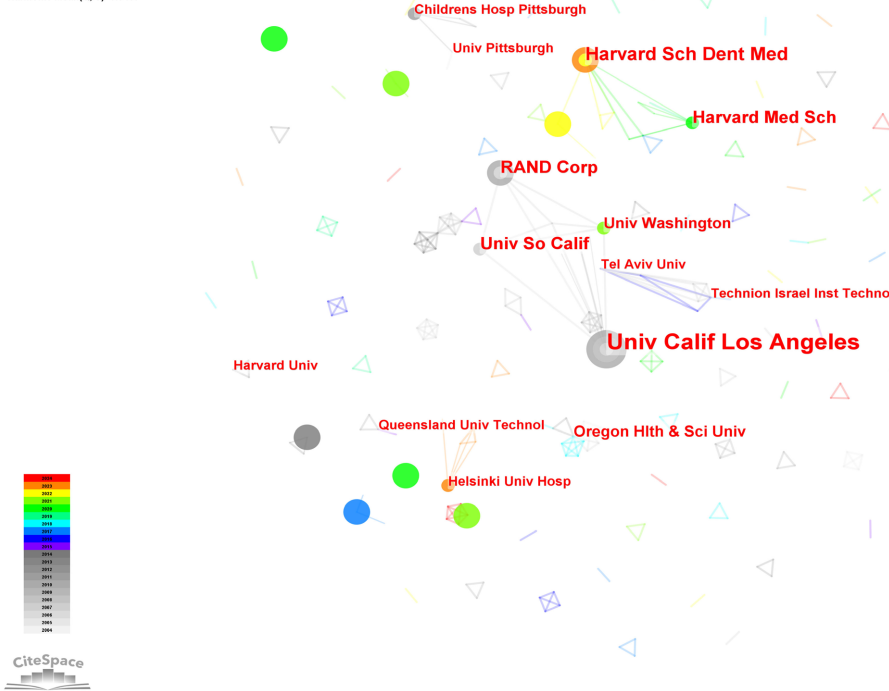 Childrens Hosp Pittsburgh
Univ Pittsburgh
Harvard Sch Dent Med
Harvard Med Sch
RAND Corp
Univ Washington
Univ So Calif
Tel Aviv Univ
Technion Israel Inst Techno
Univ Calif Los Angeles
Harvard Univ
Queensland Univ Technol
Oregon Hlth & Sci Univ
Helsinki Univ Hosp
2023
2022
2021
2020
2019
2018
2017
2015
2014
2013
2012
2011
2010
2009
2008
2007
2006
2005
2004
CiteSpace